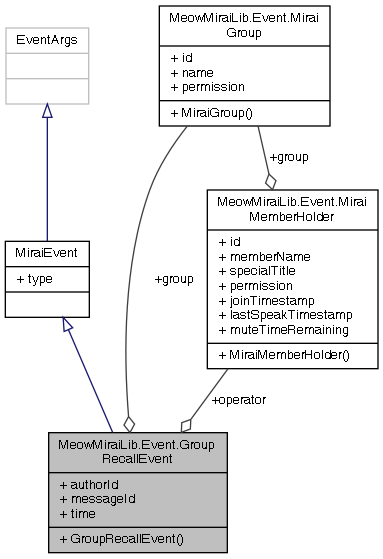 MeowMiraiLib.Event.Mirai
Group
+ id
+ name
+ permission
+ MiraiGroup()
EventArgs
+group
MeowMiraiLib.Event.Mirai
MemberHolder
+ id
+ memberName
+ specialTitle
+ permission
+ joinTimestamp
+ lastSpeakTimestamp
+ muteTimeRemaining
+ MiraiMemberHolder()
MiraiEvent
+ type
+group
+operator
MeowMiraiLib.Event.Group
RecallEvent
+ authorId
+ messageId
+ time
+ GroupRecallEvent()